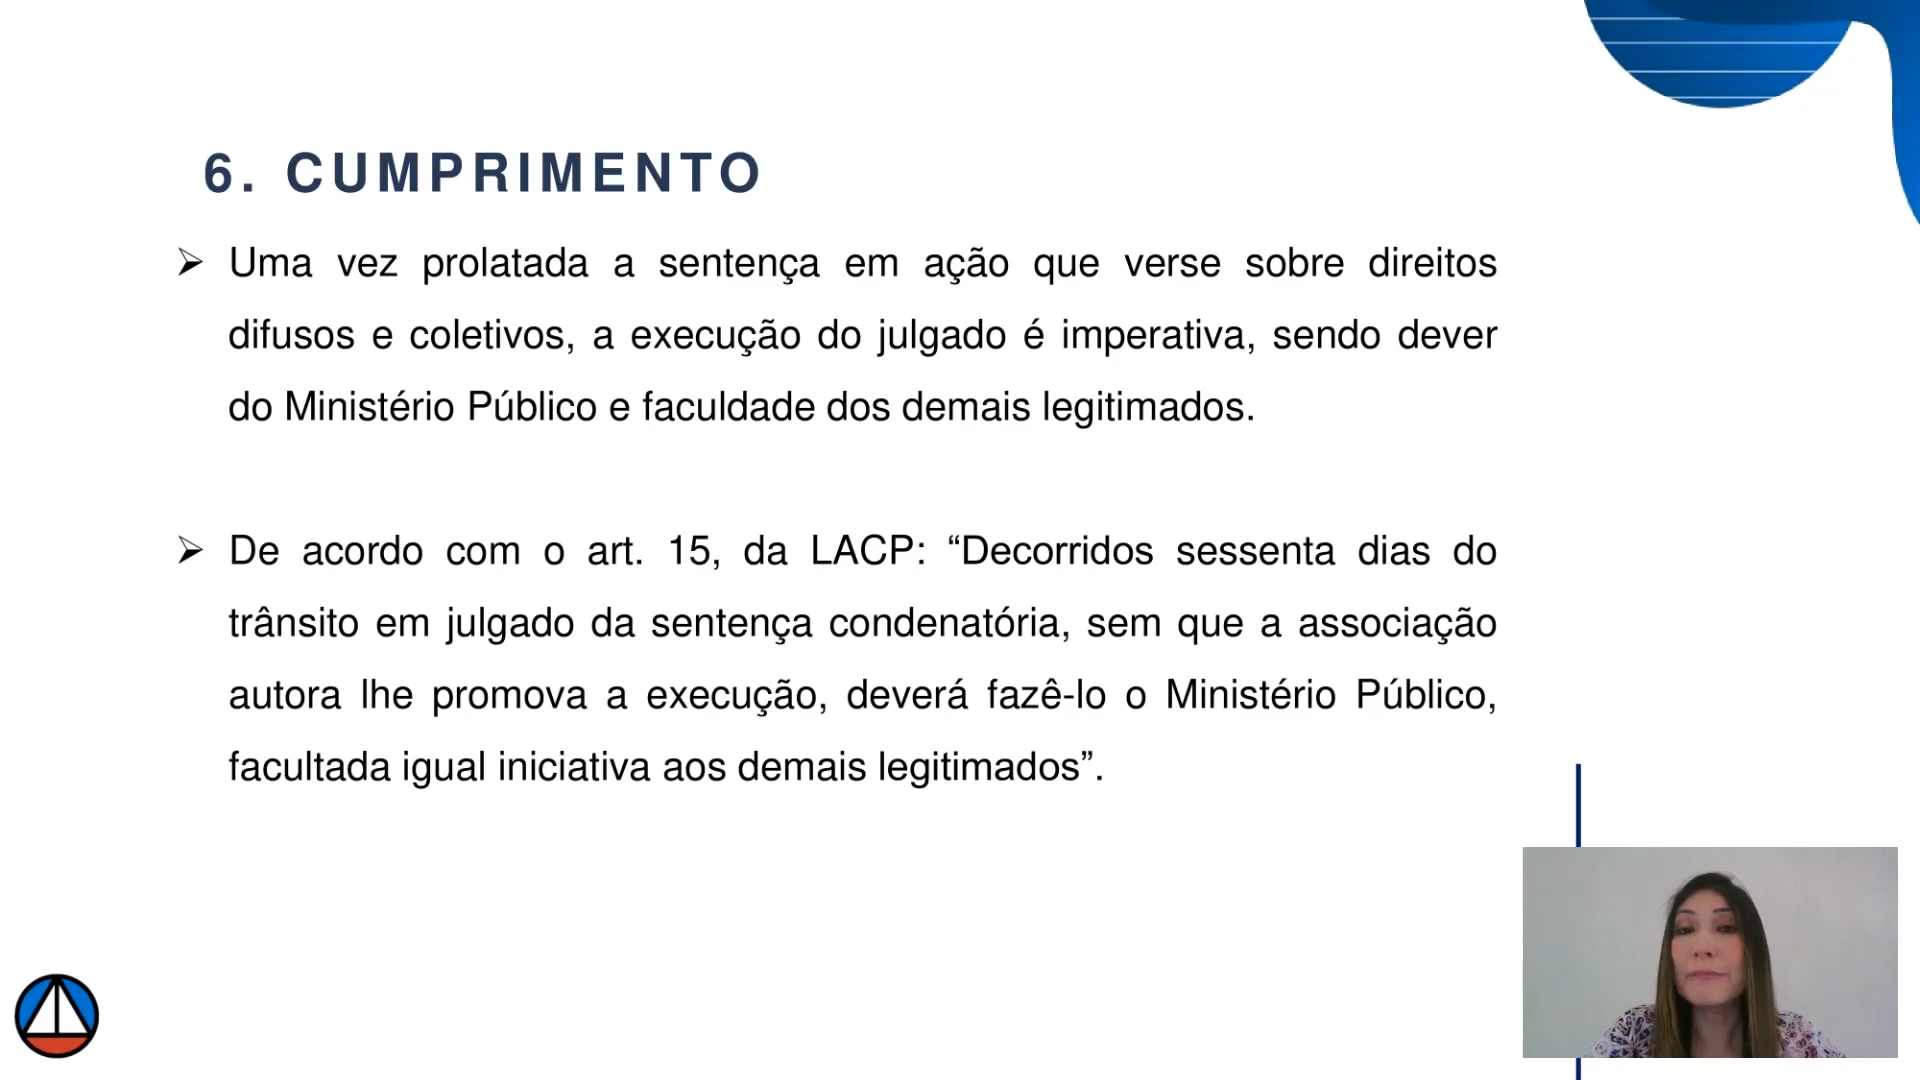 6. CUMPRIMENTO
➢ Uma vez prolatada a sentença em ação que verse sobre direitos
difusos e coletivos, a execução do julgado é imperativa, sendo dever
do Ministério Público e faculdade dos demais legitimados.
➢ De acordo com o art. 15, da LACP: “Decorridos sessenta dias do
trânsito em julgado da sentença condenatória, sem que a associação
autora lhe promova a execução, deverá fazê-lo o Ministério Público,
facultada igual iniciativa aos demais legitimados”.